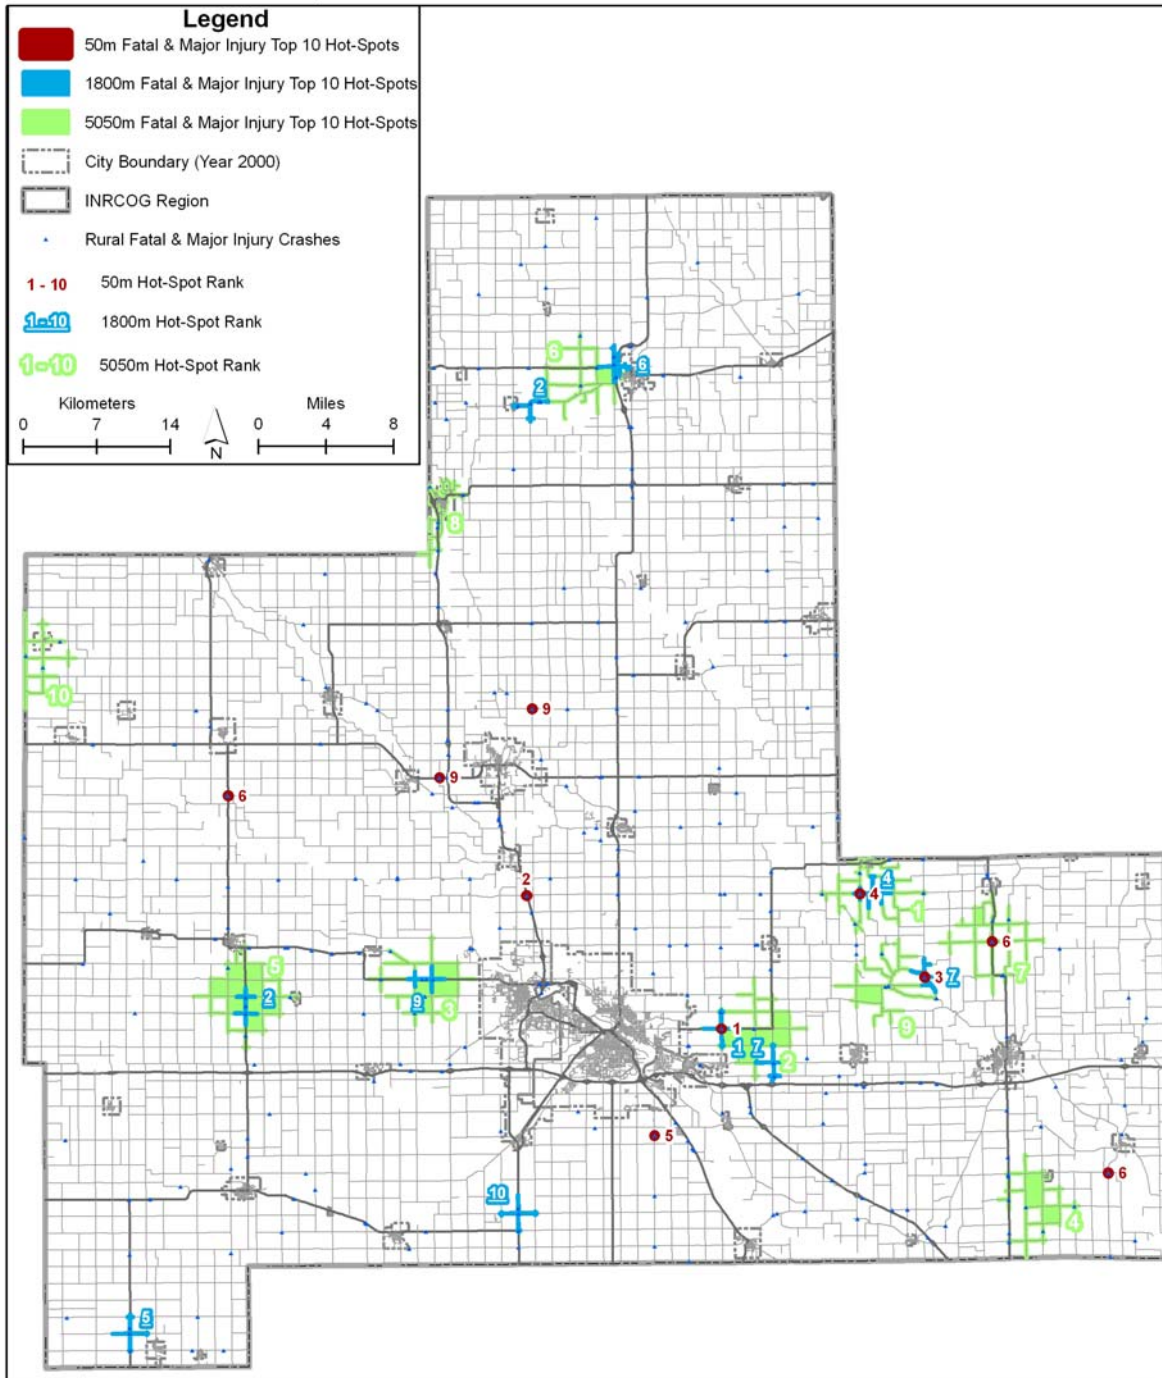 Legend
50m Fatal & Major Injury Top 10 Hot-Spots
1800m Fatal & Major Injury Top 10 Hot-Spots
5050m Fatal & Major Injury Top 10 Hot-Spots
City Boundary (Year 2000)
INRCOG Region
Rural Fatal & Major Injury Crashes
1 - 10 50m Hot-Spot Rank
1 - 10 1800m Hot-Spot Rank
1 - 10 5050m Hot-Spot Rank
Kilometers Miles
0 7 14 0 4 8
N
6
6
2
8
10
9
9
6
2
4
4
1
6
5
3
7
7
2
9
3
9
1
1 7
2
5
6
10
4
5